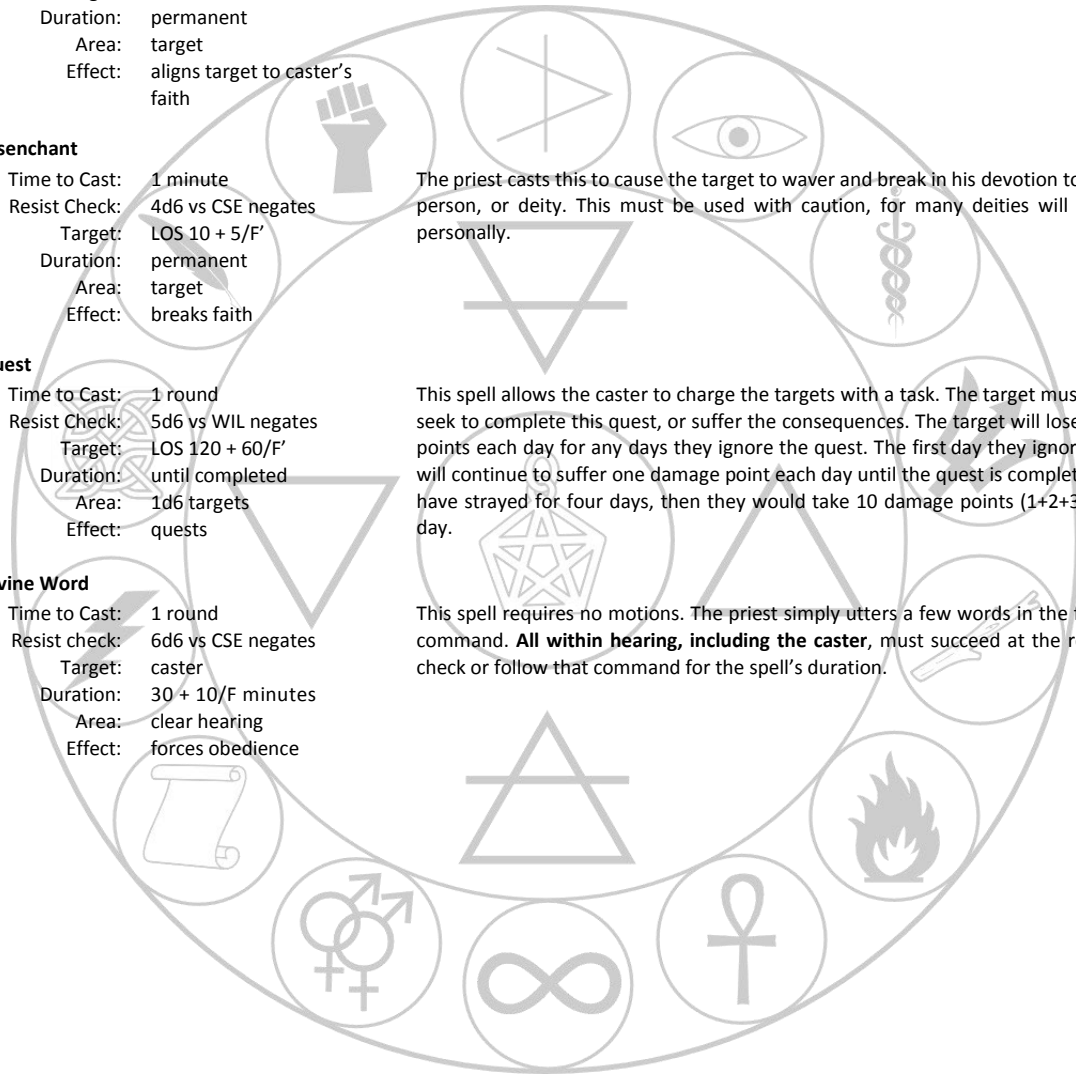 Duration: permanent
Area: target
Effect: aligns target to caster's
faith
senchant
Time to Cast: 1 minute
Resist Check: 4d6 vs CSE negates
Target: LOS 10 + 5/F'
Duration: permanent
Area: target
Effect: breaks faith
The priest casts this to cause the target to waver and break in his devotion to
person, or deity. This must be used with caution, for many deities will
personally.
uest
Time to Cast: 1 round
Resist Check: 5d6 vs WIL negates
Target: LOS 120 + 60/F'
Duration: until completed
Area: 1d6 targets
Effect: quests
This spell allows the caster to charge the targets with a task. The target mus
seek to complete this quest, or suffer the consequences. The target will lose
points each day for any days they ignore the quest. The first day they ignor
will continue to suffer one damage point each day until the quest is complet
have strayed for four days, then they would take 10 damage points (1+2+3
day.
vine Word
Time to Cast: 1 round
Resist check: 6d6 vs CSE negates
Target: caster
Duration: 30 + 10/F minutes
Area: clear hearing
Effect: forces obedience
This spell requires no motions. The priest simply utters a few words in the f
command. All within hearing, including the caster, must succeed at the r
check or follow that command for the spell's duration.